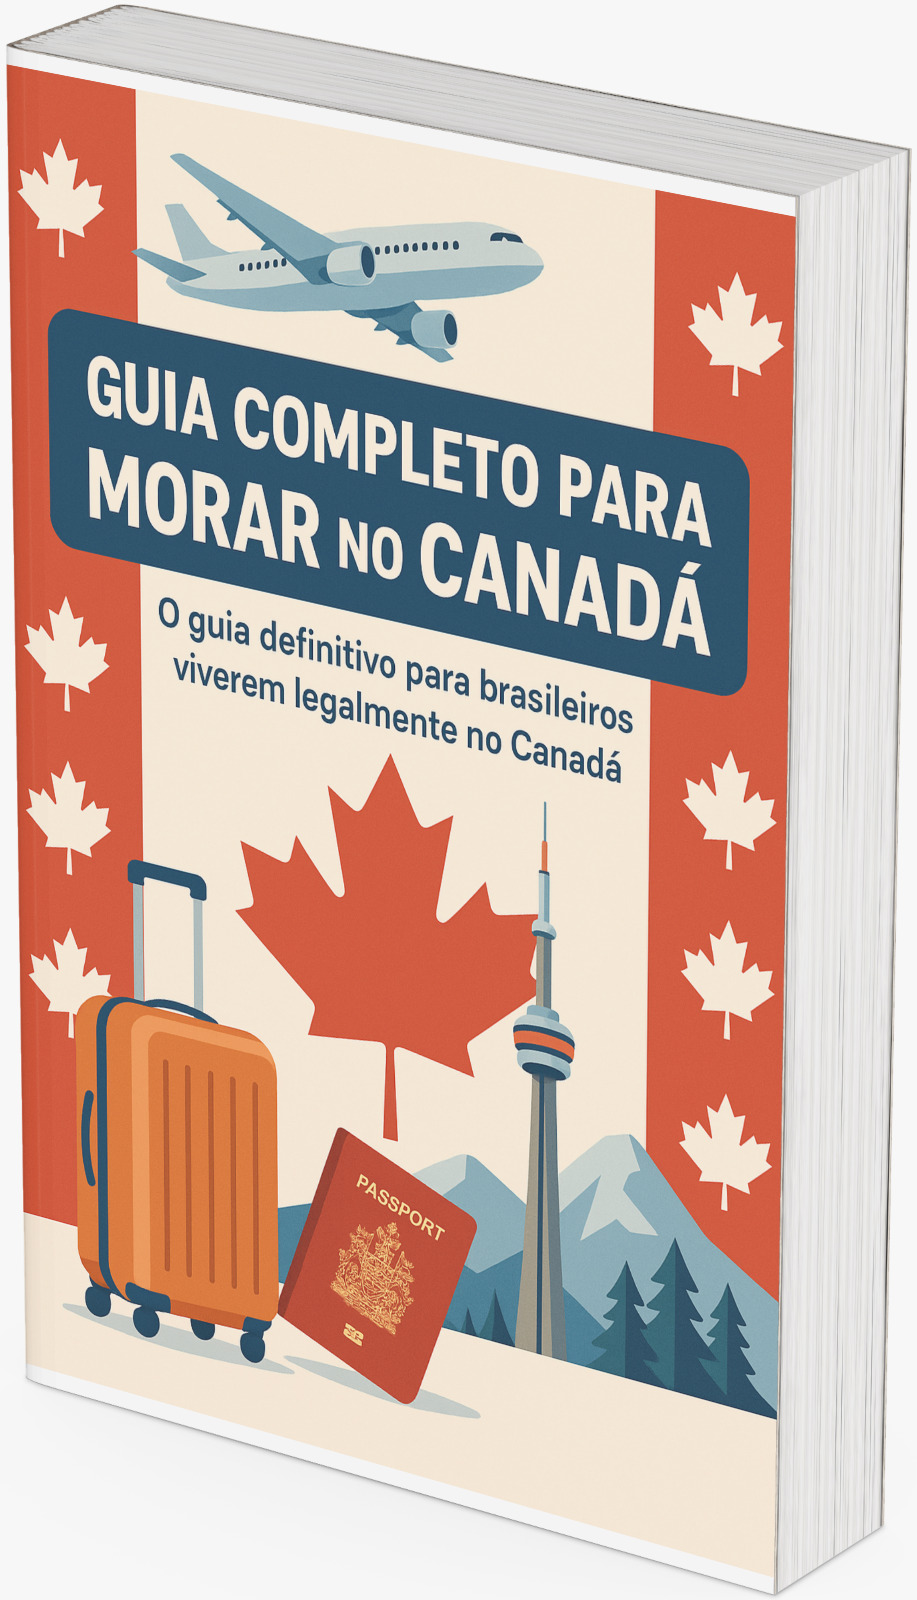 GUIA COMPLETO PARA
MORAR NO CANADÁ
O guia definitivo para brasileiros
viverem legalmente no Canadá
PASSPORT